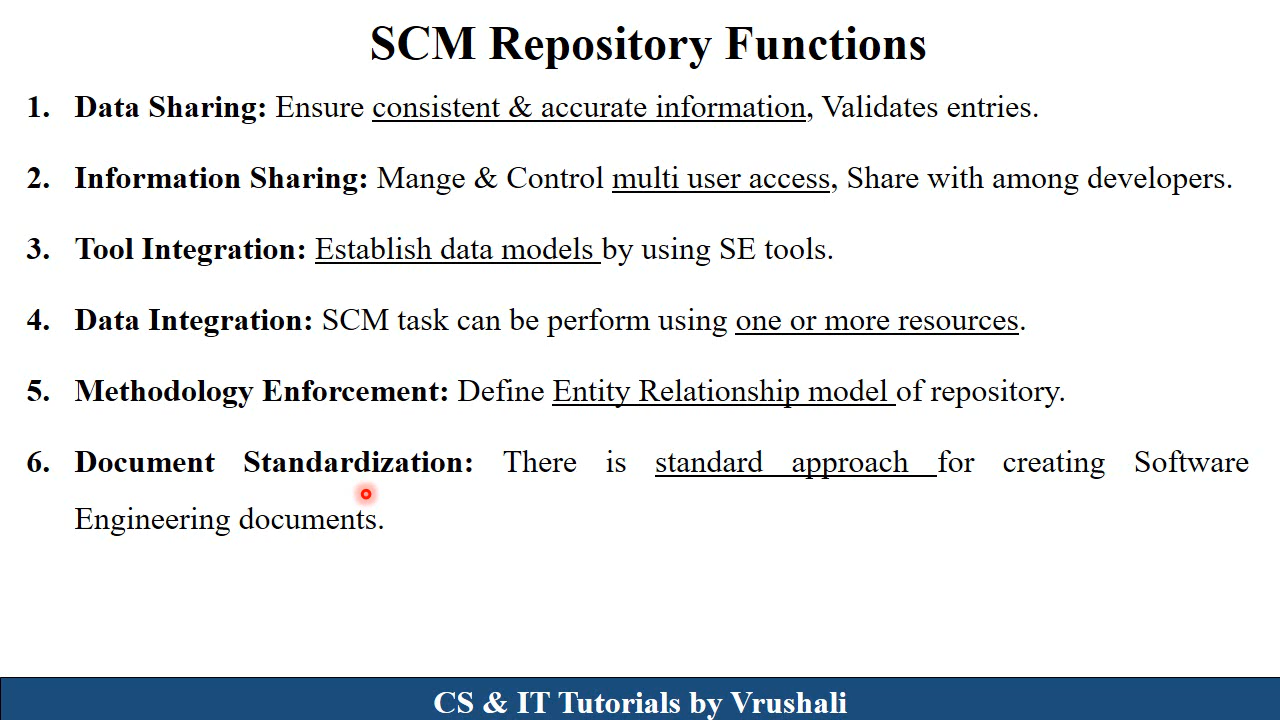 SCM Repository Functions
1. Data Sharing: Ensure consistent & accurate information, Validates entries.
2. Information Sharing: Mange & Control multi user access, Share with among developers.
3. Tool Integration: Establish data models by using SE tools.
4. Data Integration: SCM task can be perform using one or more resources.
5. Methodology Enforcement: Define Entity Relationship model of repository.
6. Document Standardization: There is standard approach for creating Software
Engineering documents.
CS & IT Tutorials by Vrushali